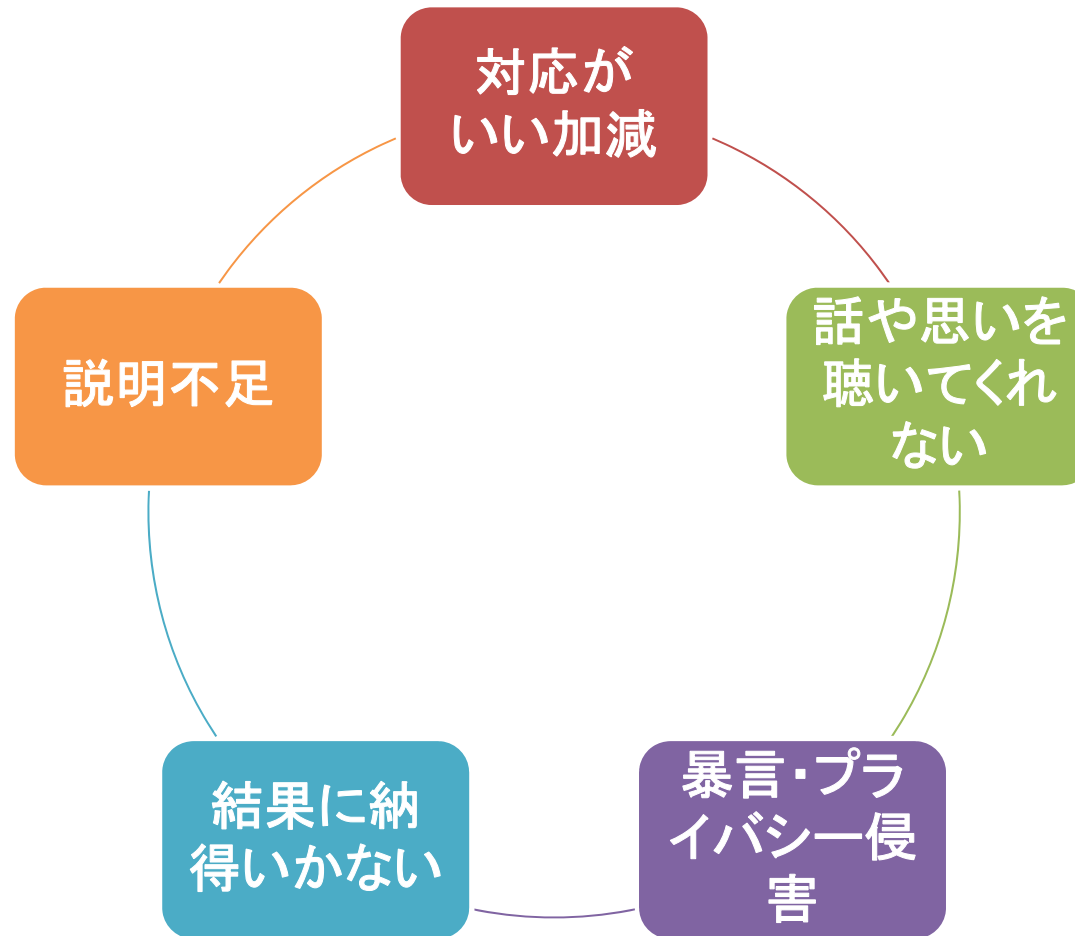 対応が
いい加減
話や思いを
聴いてくれ
ない
暴言・プラ
イバシー侵
害
結果に納
得いかない
説明不足